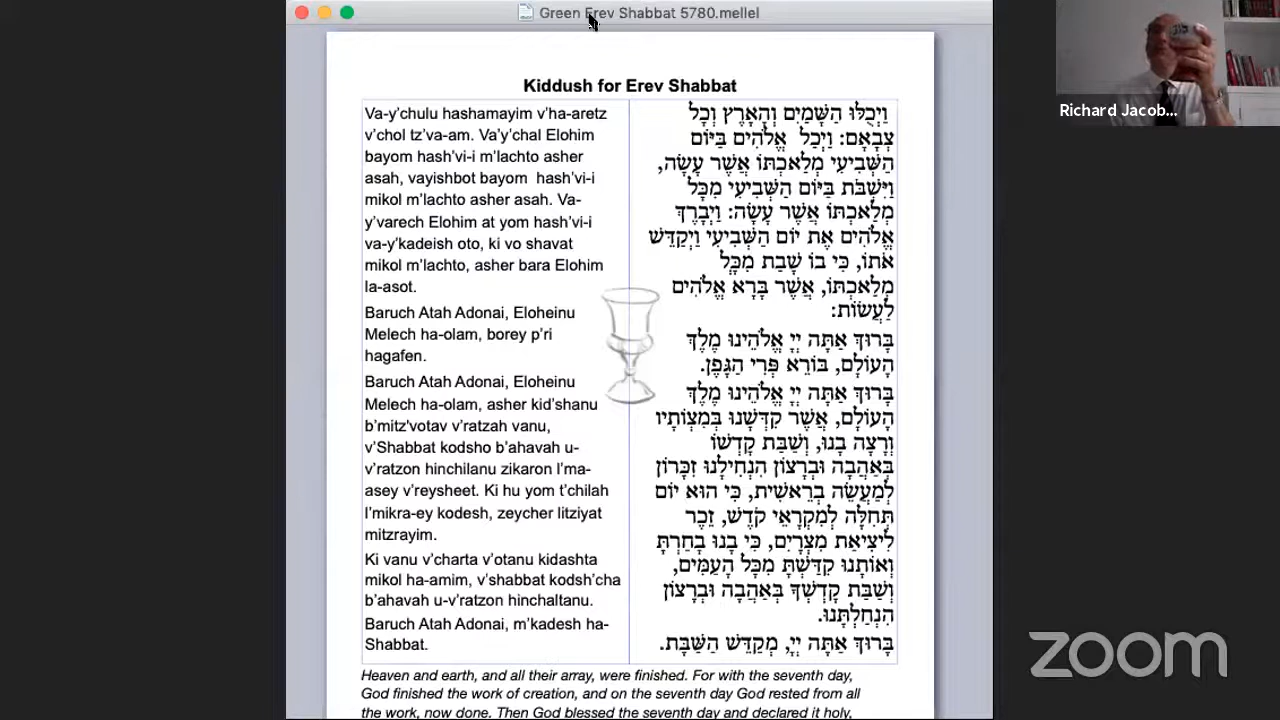 Green Erev Shabbat 5780.mellel
Richard Jacob...
Kiddush for Erev Shabbat
Va-y’chulu hashamayim v’ha-aretz
v’chol tz’va-am. Va’y’chal Elohim
bayom hash’vi-i m’lachto asher
asah, vayishbot bayom  hash’vi-i
mikol m’lachto asher asah. Va-
y’varech Elohim at yom hash’vi-i
va-y’kadeish oto, ki vo shavat
mikol m’lachto, asher bara Elohim
la-asot.
Baruch Atah Adonai, Eloheinu
Melech ha-olam, borey p’ri
hagafen.
Baruch Atah Adonai, Eloheinu
Melech ha-olam, asher kid’shanu
b’mitz’votav v’ratzah vanu,
v’Shabbat kodsho b’ahavah u-
v’ratzon hinchilanu zikaron l’ma-
asey v’reysheet. Ki hu yom t’chilah
l’mikra-ey kodesh, zeycher litziyat
mitzrayim.
Ki vanu v’charta v’otanu kidashta
mikol ha-amim, v’shabbat kodsh’cha
b’ahavah u-v’ratzon hinchaltanu.
Baruch Atah Adonai, m’kadesh ha-
Shabbat.
וַיְכֻלּוּ הַשָּׁמַיִם וְהָאָרֶץ וְכָל
צְבָאָם: וַיְכַל  אֱלֹהִים בַּיּוֹם
הַשְּׁבִיעִי מְלַאכְתּוֹ אֲשֶׁר עָשָׂה,
וַיִּשְׁבֹּת בַּיּוֹם הַשְּׁבִיעִי מִכָּל
מְלַאכְתּוֹ אֲשֶׁר עָשָׂה: וַיְבָרֶךְ
אֱלֹהִים אֶת יוֹם הַשְּׁבִיעִי וַיְקַדֵּשׁ
אֹתוֹ, כִּי בוֹ שָׁבַת מִכָּל
מְלַאכְתּוֹ, אֲשֶׁר בָּרָא אֱלֹהִים
לַעֲשׂוֹת:
בָּרוּךְ אַתָּה יְיָ אֱלֹהֵינוּ מֶלֶךְ
הָעוֹלָם, בּוֹרֵא פְּרִי הַגָּפֶן.
בָּרוּךְ אַתָּה יְיָ אֱלֹהֵינוּ מֶלֶךְ
הָעוֹלָם, אֲשֶׁר קִדְּשָׁנוּ בְּמִצְוֹתָיו
וְרָצָה בָנוּ, וְשַׁבַּת קָדְשׁוֹ
בְּאַהֲבָה וּבְרָצוֹן הִנְחִילָנוּ זִכָּרוֹן
לְמַעֲשֵׂה בְרֵאשִׁית, כִּי הוּא יוֹם
תְּחִלָּה לְמִקְרָאֵי קֹדֶשׁ, זֵכֶר
לִיצִיאַת מִצְרָיִם, כִּי בָנוּ בָחַרְתָּ
וְאוֹתָנוּ קִדַּשְׁתָּ מִכָּל הָעַמִּים,
וְשַׁבַּת קָדְשְׁךָ בְּאַהֲבָה וּבְרָצוֹן
הִנְחַלְתָּנוּ.
בָּרוּךְ אַתָּה יְיָ, מְקַדֵּשׁ הַשַּׁבָּת.
Heaven and earth, and all their array, were finished. For with the seventh day,
God finished the work of creation, and on the seventh day God rested from all
the work, now done. Then God blessed the seventh day and declared it holy,
zoom